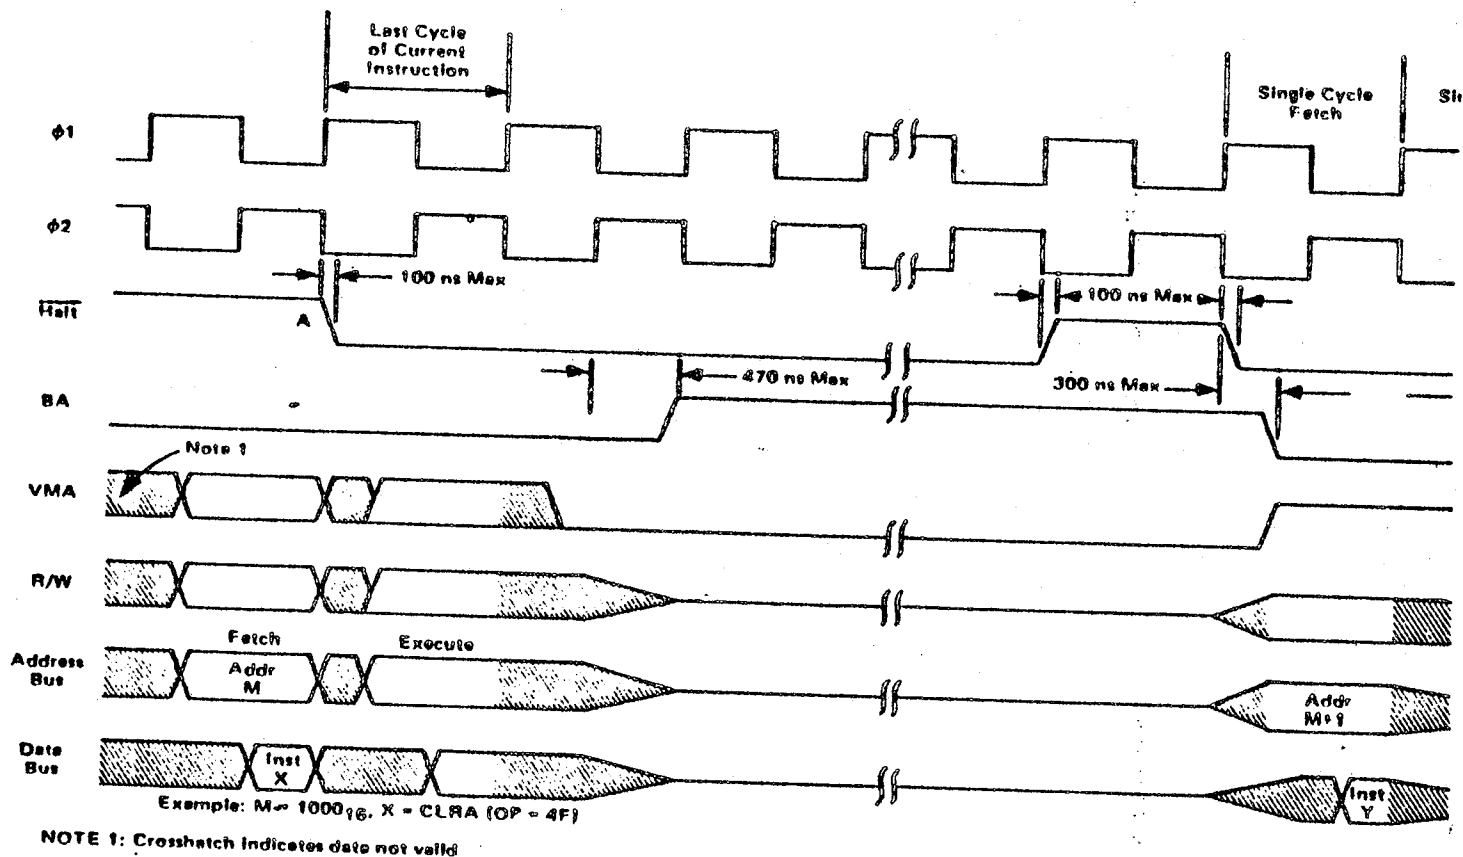 Last Cycle
of Current
Instruction
Single Cycle
Fetch
φ1
φ2
100 ns Max
100 ns Max
Halt
A
470 ns Max
300 ns Max
BA
Note 1
VMA
R/W
Fetch
Execute
Address
Bus
Addr
M
Addr
M+1
Data
Bus
Inst
X
Inst
Y
Example: M = 1000₁₆, X = CLRA (OP = 4F)
NOTE 1: Crosshatch indicates data not valid